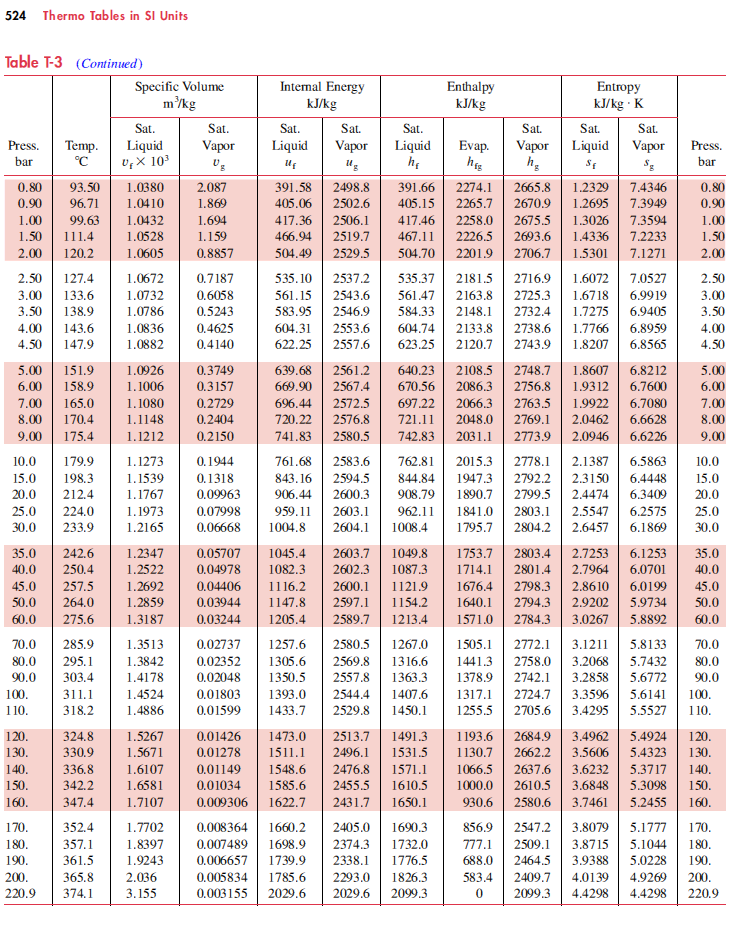 524 Thermo Tables in SI Units
Table T-3 (Continued)
Specific Volume Internal Energy Enthalpy Entropy
m³/kg kJ/kg kJ/kg kJ/kg · K
Sat. Sat. Sat. Sat. Sat. Sat. Sat. Sat.
Press. Temp. Liquid Vapor Liquid Vapor Liquid Evap. Vapor Liquid Vapor Press.
bar °C vf × 10³ vg uf ug hf hfg hg sf sg bar
0.80 93.50 1.0380 2.087 391.58 2498.8 391.66 2274.1 2665.8 1.2329 7.4346 0.80
0.90 96.71 1.0410 1.869 405.06 2502.6 405.15 2265.7 2670.9 1.2695 7.3949 0.90
1.00 99.63 1.0432 1.694 417.36 2506.1 417.46 2258.0 2675.5 1.3026 7.3594 1.00
1.50 111.4 1.0528 1.159 466.94 2519.7 467.11 2226.5 2693.6 1.4336 7.2233 1.50
2.00 120.2 1.0605 0.8857 504.49 2529.5 504.70 2201.9 2706.7 1.5301 7.1271 2.00
2.50 127.4 1.0672 0.7187 535.10 2537.2 535.37 2181.5 2716.9 1.6072 7.0527 2.50
3.00 133.6 1.0732 0.6058 561.15 2543.6 561.47 2163.8 2725.3 1.6718 6.9919 3.00
3.50 138.9 1.0786 0.5243 583.95 2546.9 584.33 2148.1 2732.4 1.7275 6.9405 3.50
4.00 143.6 1.0836 0.4625 604.31 2553.6 604.74 2133.8 2738.6 1.7766 6.8959 4.00
4.50 147.9 1.0882 0.4140 622.25 2557.6 623.25 2120.7 2743.9 1.8207 6.8565 4.50
5.00 151.9 1.0926 0.3749 639.68 2561.2 640.23 2108.5 2748.7 1.8607 6.8212 5.00
6.00 158.9 1.1006 0.3157 669.90 2567.4 670.56 2086.3 2756.8 1.9312 6.7600 6.00
7.00 165.0 1.1080 0.2729 696.44 2572.5 697.22 2066.3 2763.5 1.9922 6.7080 7.00
8.00 170.4 1.1148 0.2404 720.22 2576.8 721.11 2048.0 2769.1 2.0462 6.6628 8.00
9.00 175.4 1.1212 0.2150 741.83 2580.5 742.83 2031.1 2773.9 2.0946 6.6226 9.00
10.0 179.9 1.1273 0.1944 761.68 2583.6 762.81 2015.3 2778.1 2.1387 6.5863 10.0
15.0 198.3 1.1539 0.1318 843.16 2594.5 844.84 1947.3 2792.2 2.3150 6.4448 15.0
20.0 212.4 1.1767 0.09963 906.44 2600.3 908.79 1890.7 2799.5 2.4474 6.3409 20.0
25.0 224.0 1.1973 0.07998 959.11 2603.1 962.11 1841.0 2803.1 2.5547 6.2575 25.0
30.0 233.9 1.2165 0.06668 1004.8 2604.1 1008.4 1795.7 2804.2 2.6457 6.1869 30.0
35.0 242.6 1.2347 0.05707 1045.4 2603.7 1049.8 1753.7 2803.4 2.7253 6.1253 35.0
40.0 250.4 1.2522 0.04978 1082.3 2602.3 1087.3 1714.1 2801.4 2.7964 6.0701 40.0
45.0 257.5 1.2692 0.04406 1116.2 2600.1 1121.9 1676.4 2798.3 2.8610 6.0199 45.0
50.0 264.0 1.2859 0.03944 1147.8 2597.1 1154.2 1640.1 2794.3 2.9202 5.9734 50.0
60.0 275.6 1.3187 0.03244 1205.4 2589.7 1213.4 1571.0 2784.3 3.0267 5.8892 60.0
70.0 285.9 1.3513 0.02737 1257.6 2580.5 1267.0 1505.1 2772.1 3.1211 5.8133 70.0
80.0 295.1 1.3842 0.02352 1305.6 2569.8 1316.6 1441.3 2758.0 3.2068 5.7432 80.0
90.0 303.4 1.4178 0.02048 1350.5 2557.8 1363.3 1378.9 2742.1 3.2858 5.6772 90.0
100. 311.1 1.4524 0.01803 1393.0 2544.4 1407.6 1317.1 2724.7 3.3596 5.6141 100.
110. 318.2 1.4886 0.01599 1433.7 2529.8 1450.1 1255.5 2705.6 3.4295 5.5527 110.
120. 324.8 1.5267 0.01426 1473.0 2513.7 1491.3 1193.6 2684.9 3.4962 5.4924 120.
130. 330.9 1.5671 0.01278 1511.1 2496.1 1531.5 1130.7 2662.2 3.5606 5.4323 130.
140. 336.8 1.6107 0.01149 1548.6 2476.8 1571.1 1066.5 2637.6 3.6232 5.3717 140.
150. 342.2 1.6581 0.01034 1585.6 2455.5 1610.5 1000.0 2610.5 3.6848 5.3098 150.
160. 347.4 1.7107 0.009306 1622.7 2431.7 1650.1 930.6 2580.6 3.7461 5.2455 160.
170. 352.4 1.7702 0.008364 1660.2 2405.0 1690.3 856.9 2547.2 3.8079 5.1777 170.
180. 357.1 1.8397 0.007489 1698.9 2374.3 1732.0 777.1 2509.1 3.8715 5.1044 180.
190. 361.5 1.9243 0.006657 1739.9 2338.1 1776.5 688.0 2464.5 3.9388 5.0228 190.
200. 365.8 2.036 0.005834 1785.6 2293.0 1826.3 583.4 2409.7 4.0139 4.9269 200.
220.9 374.1 3.155 0.003155 2029.6 2029.6 2099.3 0 2099.3 4.4298 4.4298 220.9